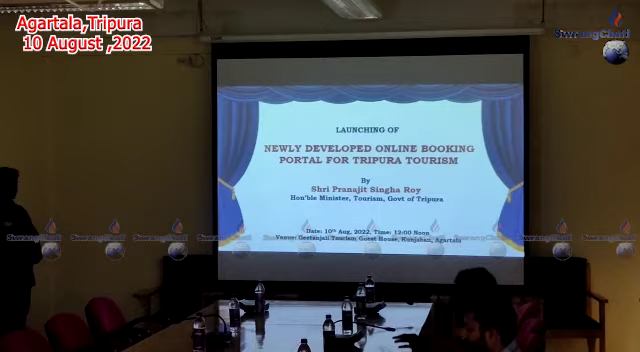 Agartala,Tripura
10 August ,2022
SwrangChati
LAUNCHING OF
NEWLY DEVELOPED ONLINE BOOKING
PORTAL FOR TRIPURA TOURISM
By
Shri Pranajit Singha Roy
Hon'ble Minister, Tourism, Govt of Tripura
Date: 10th Aug, 2022, Time: 12:00 Noon
Venue: Geetanjali Tourism Guest House, Kunjaban, Agartala